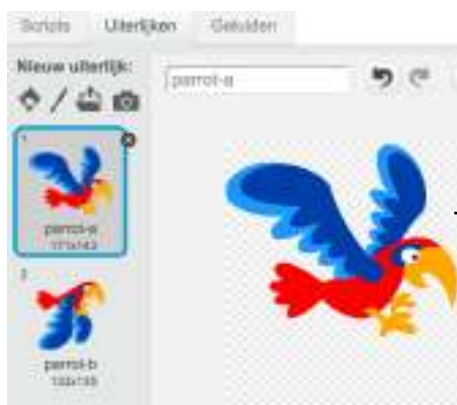 Scripts Uiterlijken Geluiden
Nieuw uiterlijk:
parrot-a
1
parrot-a
2
parrot-b